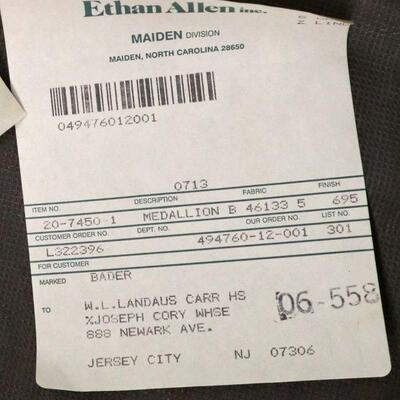 Ethan Allen inc.
MAIDEN DIVISION
MAIDEN, NORTH CAROLINA 28650
049476012001
0713
ITEM NO. DESCRIPTION FABRIC FINISH
20-7450-1 MEDALLION B 46133 5 695
CUSTOMER ORDER NO. DEPT. NO. OUR ORDER NO. LIST NO.
L322396 494760-12-001 301
FOR CUSTOMER
MARKED BADER
TO W.L.LANDAUS CARR HS
%JOSEPH CORY WHSE
888 NEWARK AVE.
06-558
JERSEY CITY NJ 07306